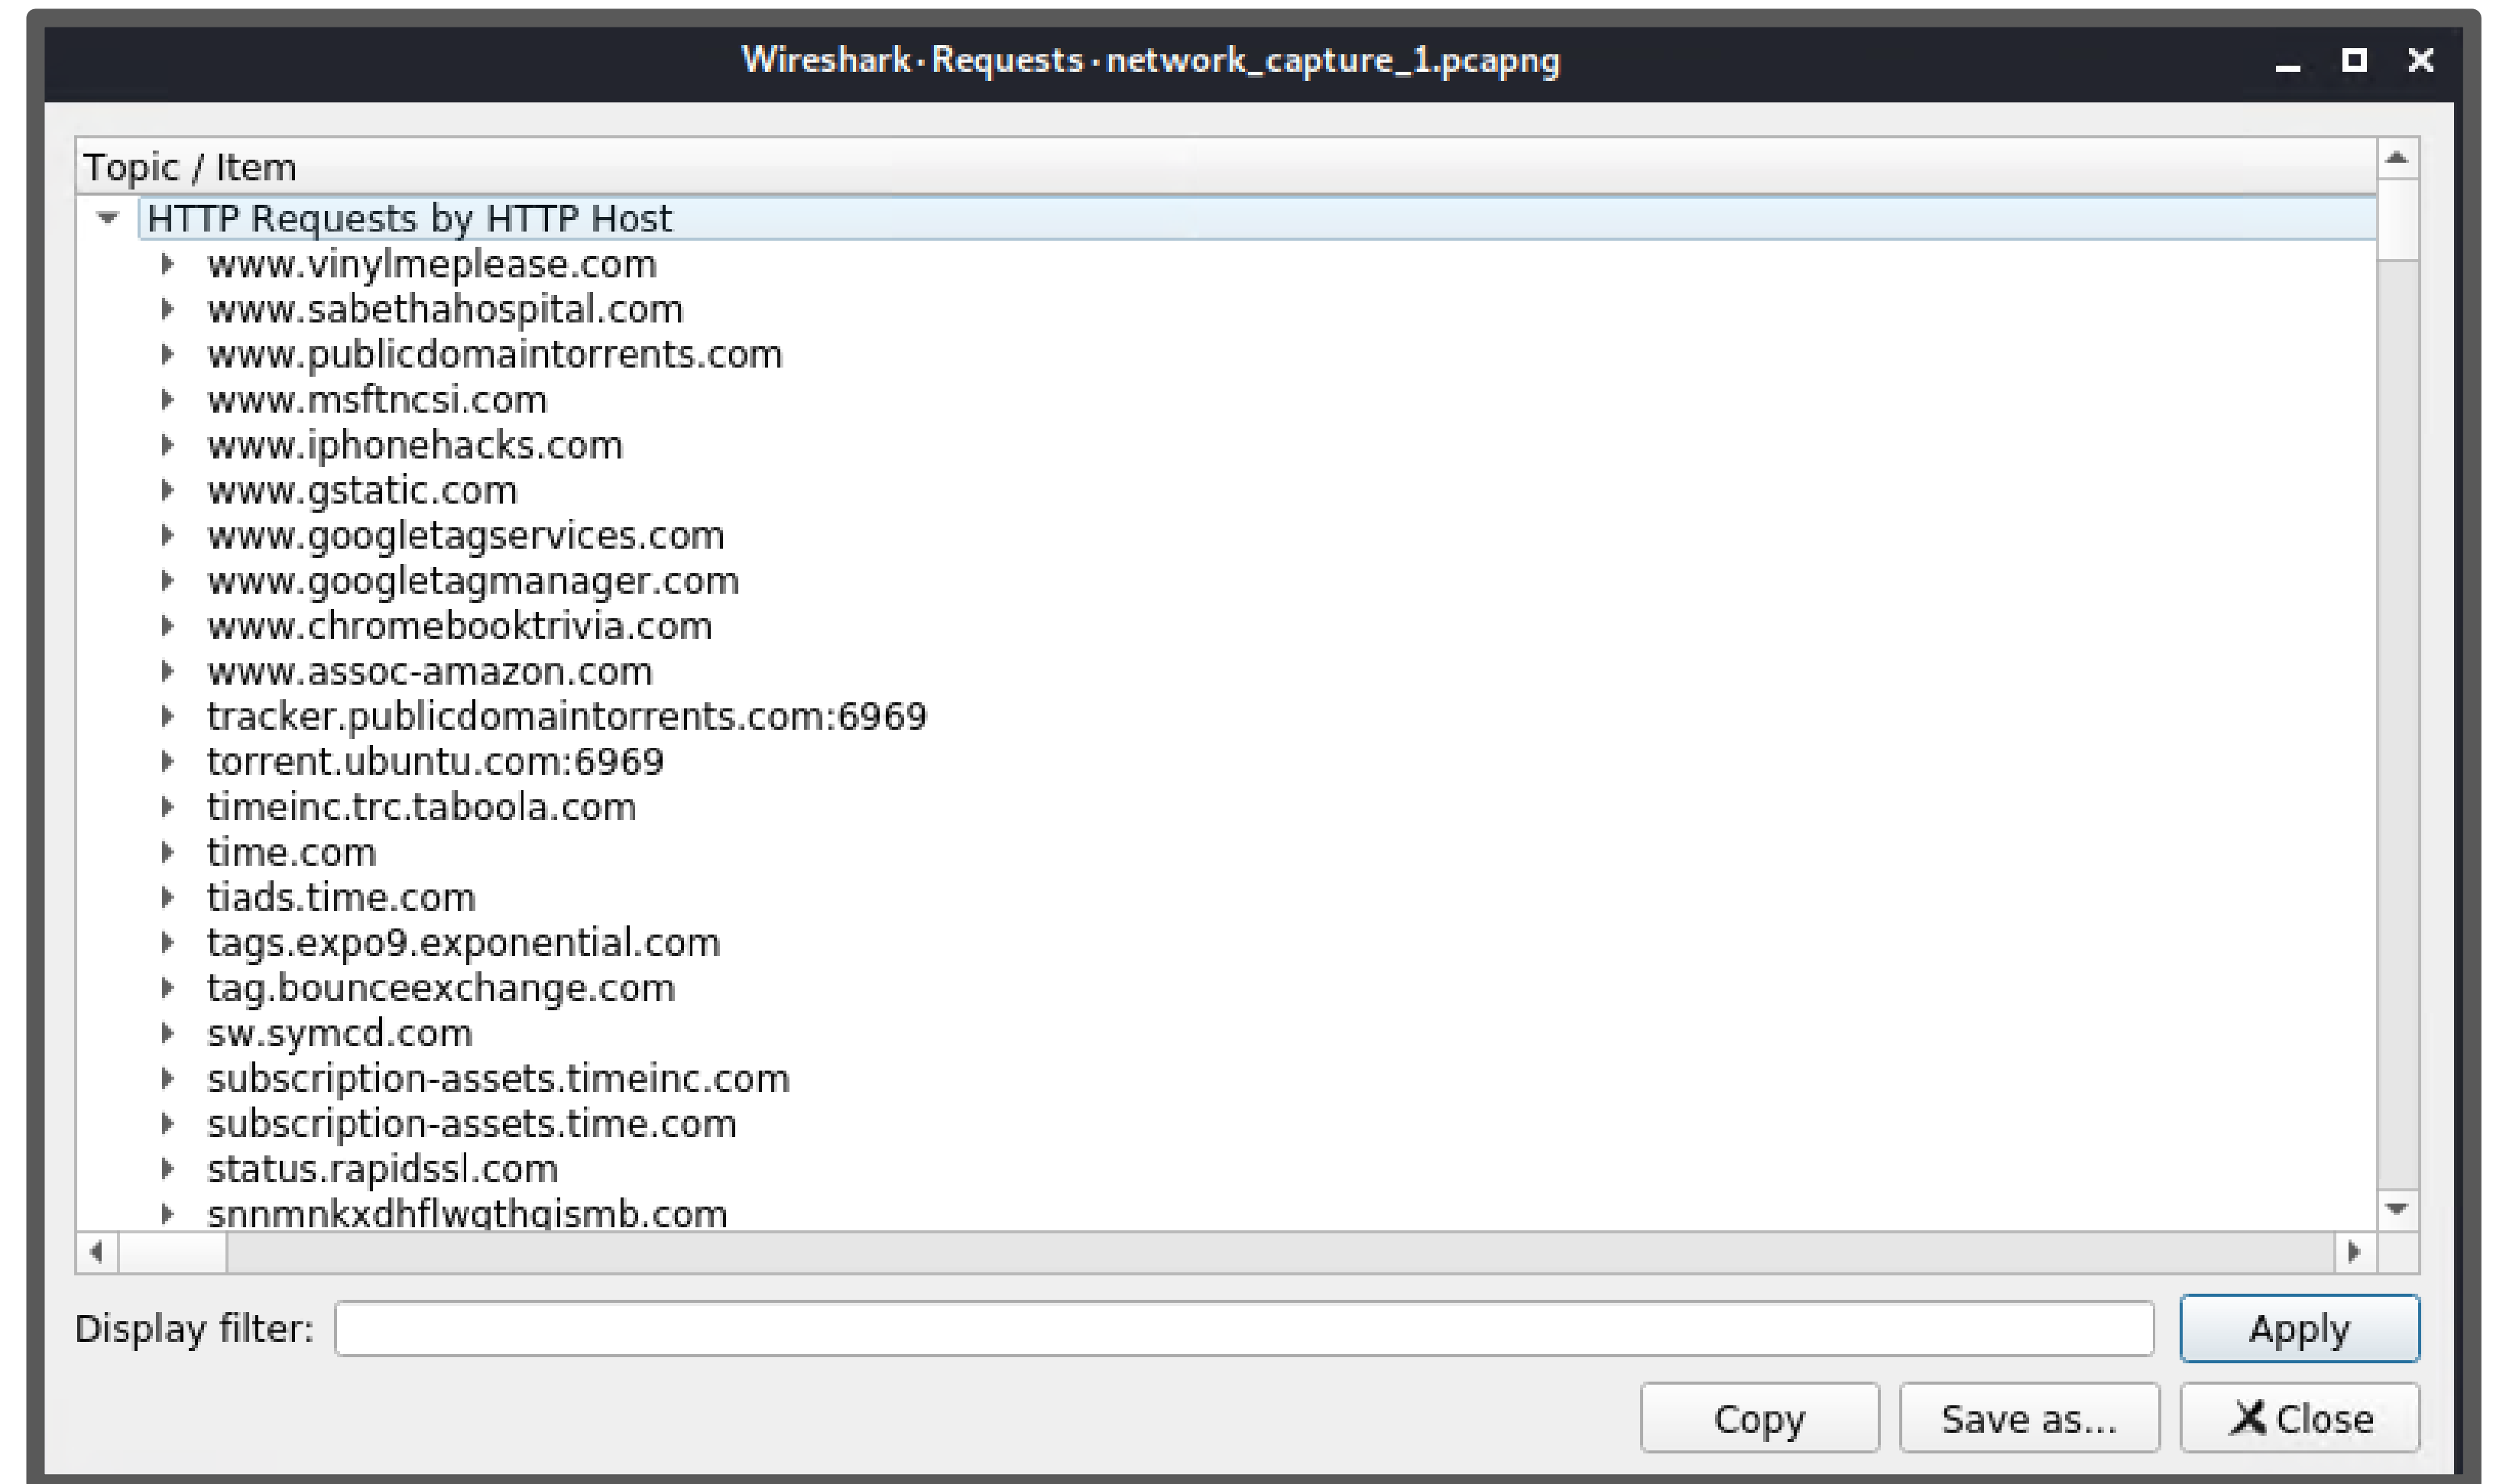 Wireshark · Requests · network_capture_1.pcapng
Topic / Item
HTTP Requests by HTTP Host
www.vinylmeplease.com
www.sabethahospital.com
www.publicdomaintorrents.com
www.msftncsi.com
www.iphonehacks.com
www.gstatic.com
www.googletagservices.com
www.googletagmanager.com
www.chromebooktrivia.com
www.assoc-amazon.com
tracker.publicdomaintorrents.com:6969
torrent.ubuntu.com:6969
timeinc.trc.taboola.com
time.com
tiads.time.com
tags.expo9.exponential.com
tag.bounceexchange.com
sw.symcd.com
subscription-assets.timeinc.com
subscription-assets.time.com
status.rapidssl.com
Display filter:
Apply
Copy
Save as...
Close